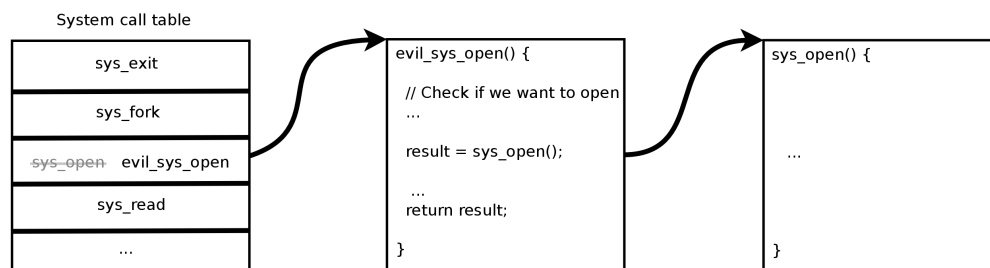 System call table
sys_exit
sys_fork
sys_open evil_sys_open
sys_read
...
evil_sys_open() {
// Check if we want to open
...
result = sys_open();
...
return result;
}
sys_open() {
...
}